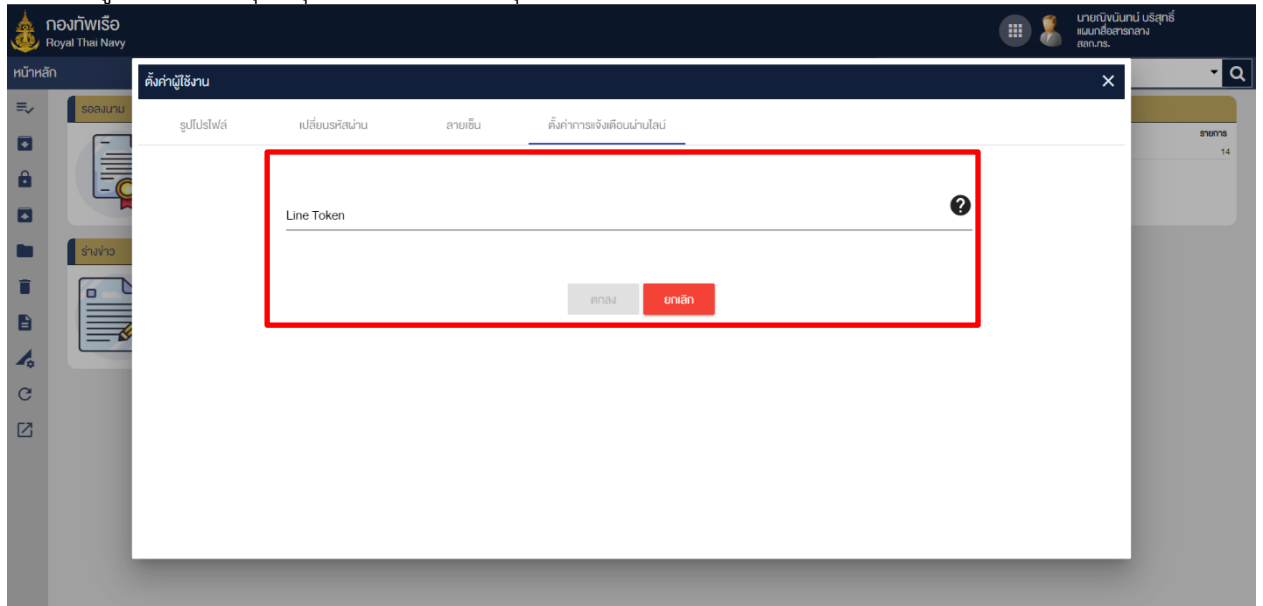 กองทัพเรือ
Royal Thai Navy
นายณิงนันทน์ บริสุทธิ์
แผนกสื่อสารกลาง
สลก.ทร.
หน้าหลัก
ตั้งค่าผู้ใช้งาน
รูปโปรไฟล์ เปลี่ยนรหัสผ่าน ลายเซ็น ตั้งค่าการแจ้งเตือนผ่านไลน์
รอลงนาม
รายการ
14
Line Token
ร่างข่าว
ตกลง ยกเลิก